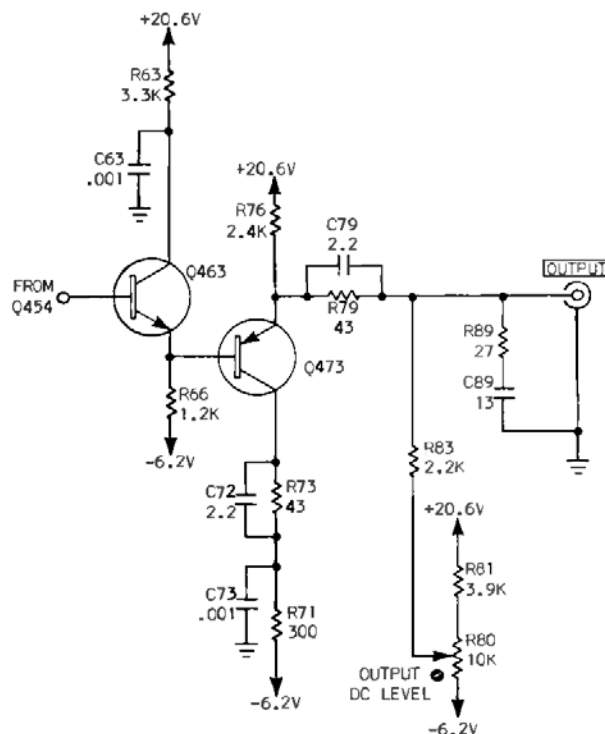 +20.6V
R63
3.3K
C63
.001
+20.6V
R76
2.4K
C79
2.2
OUTPUT
FROM
Q454
Q463
R79
43
R89
27
Q473
C89
13
R66
1.2K
-6.2V
R83
2.2K
C72
2.2
R73
43
+20.6V
R81
3.9K
C73
.001
R71
300
R80
10K
OUTPUT
DC LEVEL
-6.2V
-6.2V